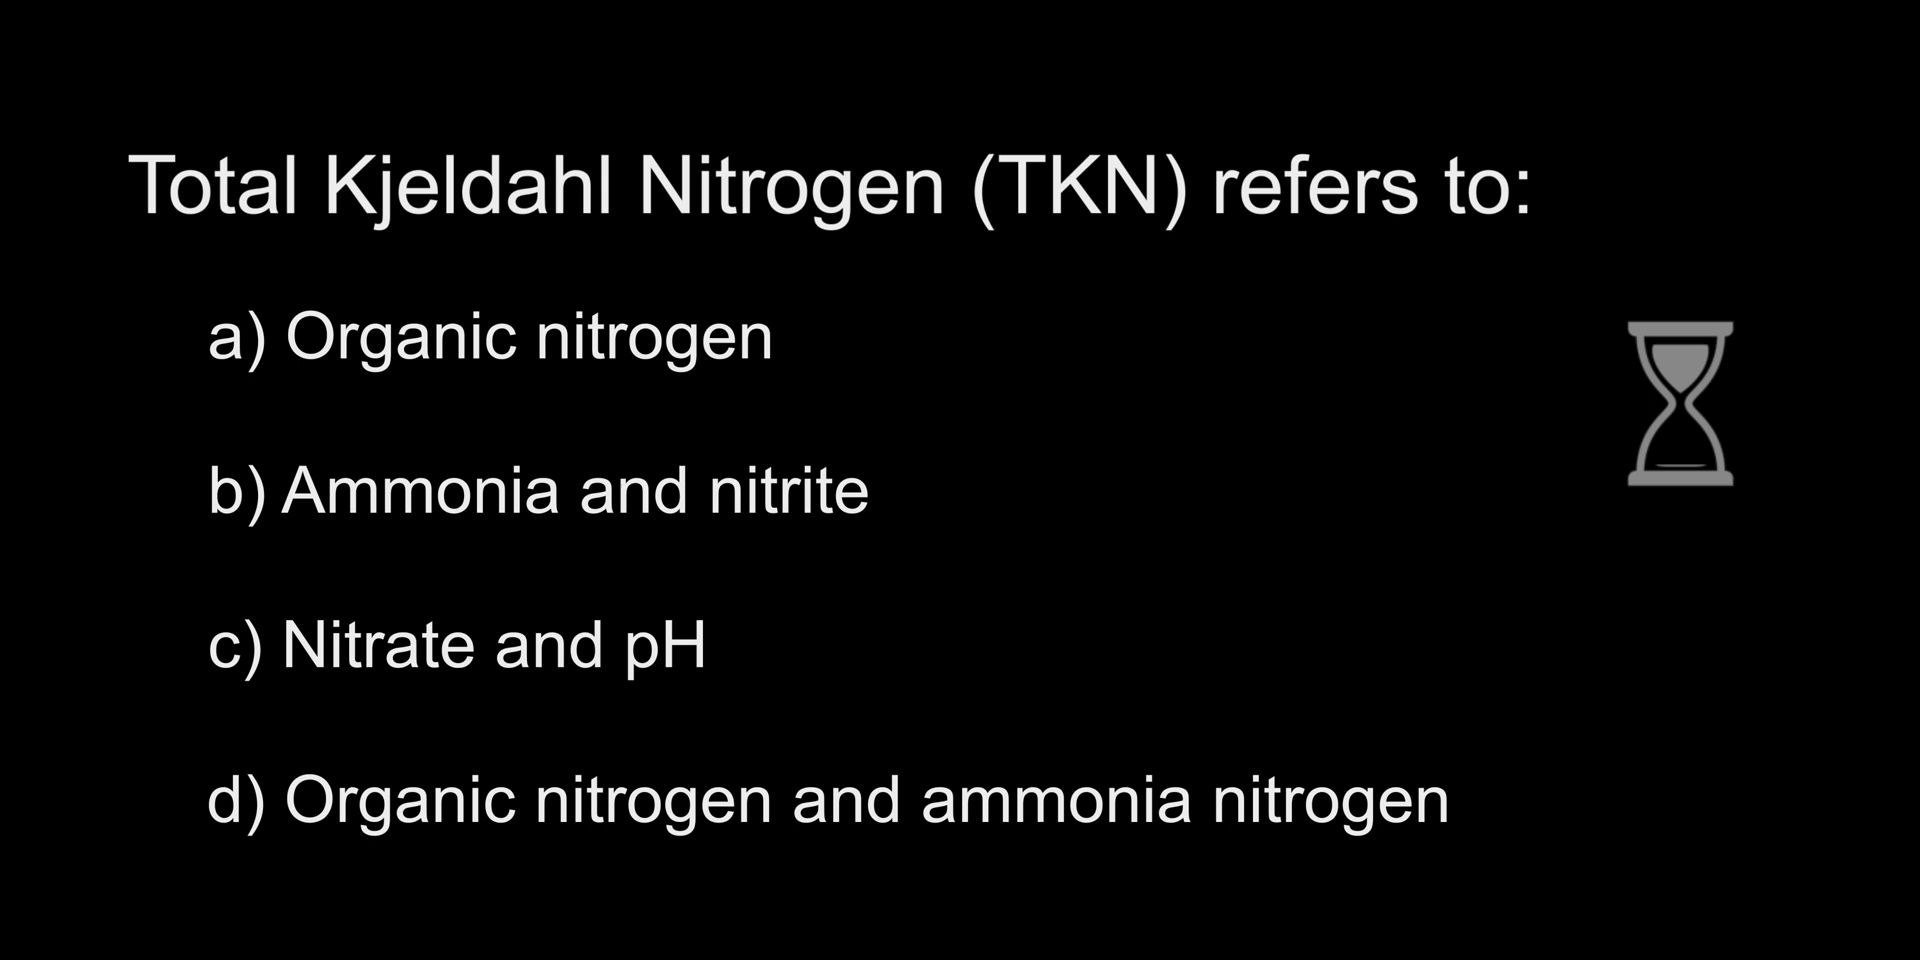 Total Kjeldahl Nitrogen (TKN) refers to:
a) Organic nitrogen
b) Ammonia and nitrite
c) Nitrate and pH
d) Organic nitrogen and ammonia nitrogen